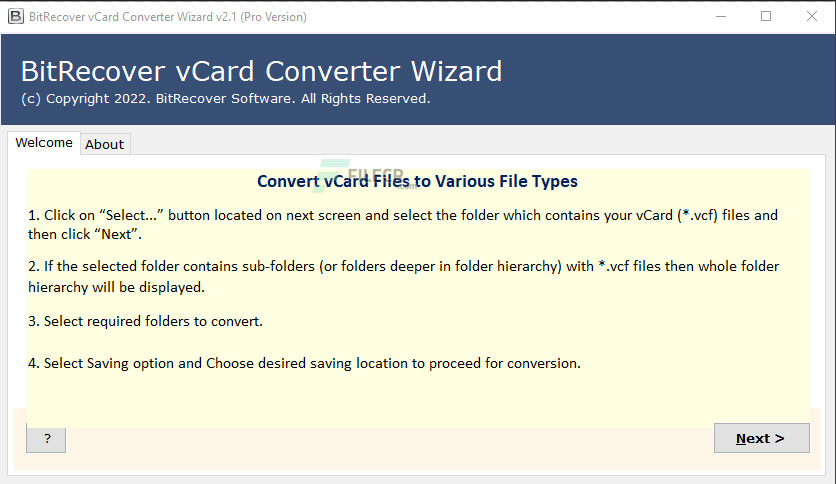 BitRecover vCard Converter Wizard v2.1 (Pro Version)
BitRecover vCard Converter Wizard
(c) Copyright 2022. BitRecover Software. All Rights Reserved.
Welcome
About
FILECR
.com
Convert vCard Files to Various File Types
1. Click on “Select...” button located on next screen and select the folder which contains your vCard (*.vcf) files and
then click “Next”.
2. If the selected folder contains sub-folders (or folders deeper in folder hierarchy) with *.vcf files then whole folder
hierarchy will be displayed.
3. Select required folders to convert.
4. Select Saving option and Choose desired saving location to proceed for conversion.
?
Next >